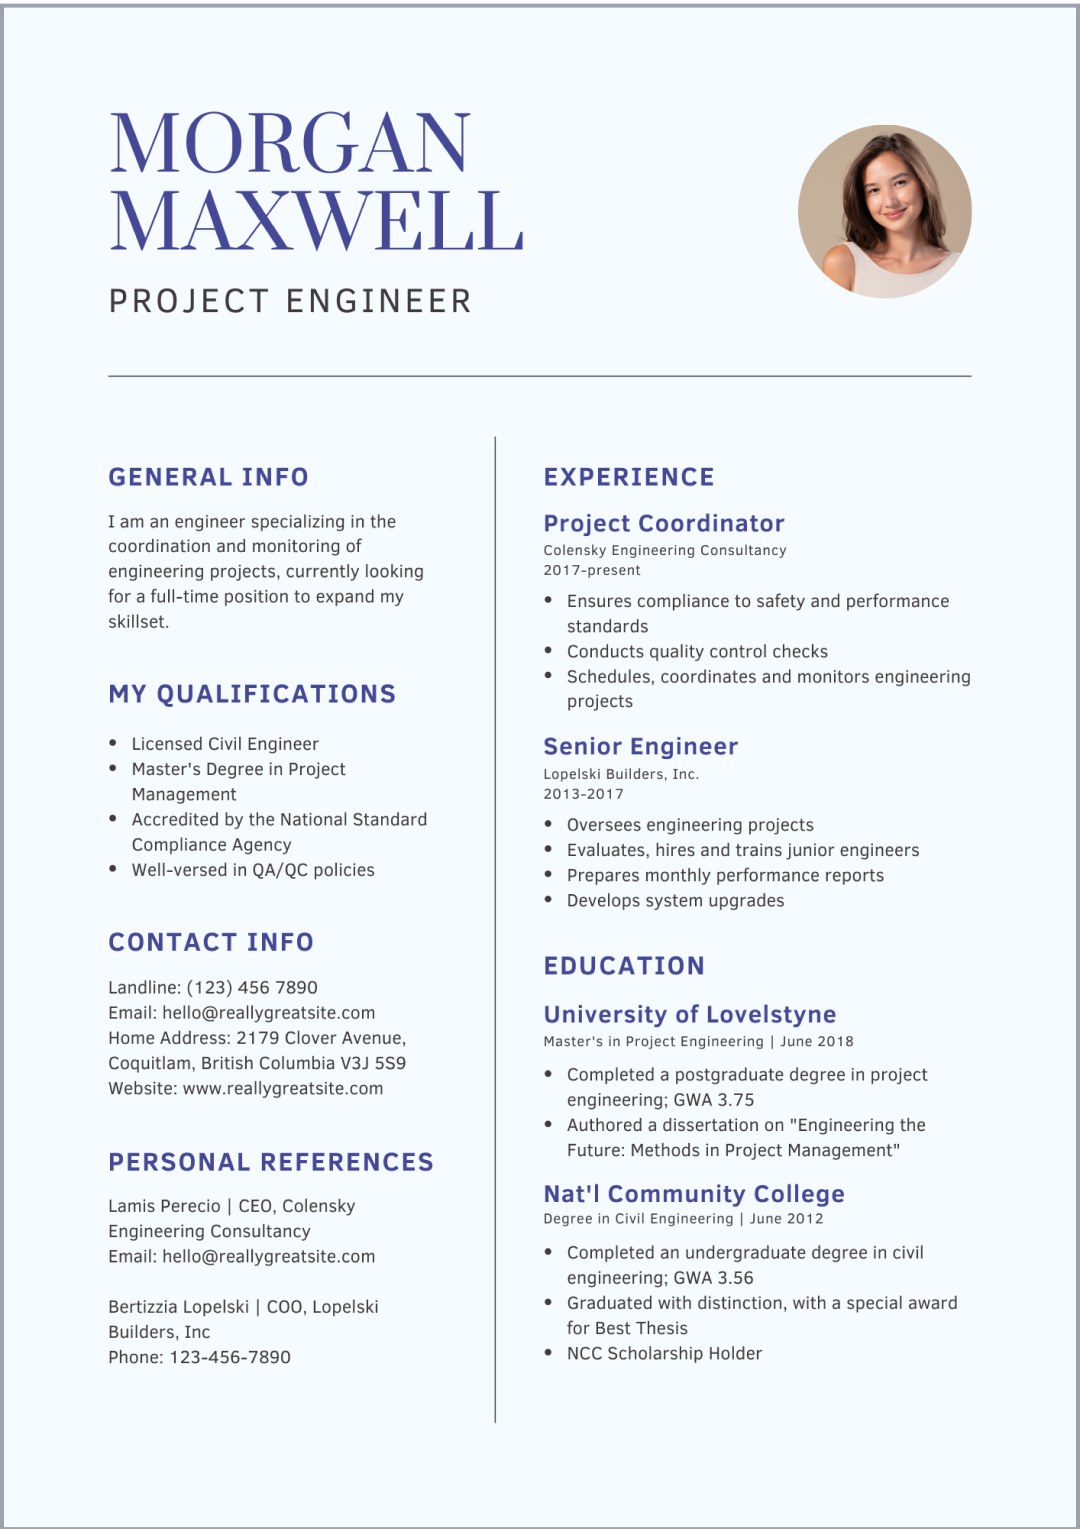 MORGAN
MAXWELL
PROJECT ENGINEER
GENERAL INFO
I am an engineer specializing in the
coordination and monitoring of
engineering projects, currently looking
for a full-time position to expand my
skillset.
MY QUALIFICATIONS
• Licensed Civil Engineer
• Master's Degree in Project
Management
• Accredited by the National Standard
Compliance Agency
• Well-versed in QA/QC policies
CONTACT INFO
Landline: (123) 456 7890
Email: hello@reallygreatsite.com
Home Address: 2179 Clover Avenue,
Coquitlam, British Columbia V3J 5S9
Website: www.reallygreatsite.com
PERSONAL REFERENCES
Lamis Perecio | CEO, Colensky
Engineering Consultancy
Email: hello@reallygreatsite.com
Bertizzia Lopelski | COO, Lopelski
Builders, Inc
Phone: 123-456-7890
EXPERIENCE
Project Coordinator
Colensky Engineering Consultancy
2017-present
• Ensures compliance to safety and performance
standards
• Conducts quality control checks
• Schedules, coordinates and monitors engineering
projects
Senior Engineer
Lopelski Builders, Inc.
2013-2017
• Oversees engineering projects
• Evaluates, hires and trains junior engineers
• Prepares monthly performance reports
• Develops system upgrades
EDUCATION
University of Lovelstyne
Master's in Project Engineering | June 2018
• Completed a postgraduate degree in project
engineering; GWA 3.75
• Authored a dissertation on "Engineering the
Future: Methods in Project Management"
Nat'l Community College
Degree in Civil Engineering | June 2012
• Completed an undergraduate degree in civil
engineering; GWA 3.56
• Graduated with distinction, with a special award
for Best Thesis
• NCC Scholarship Holder